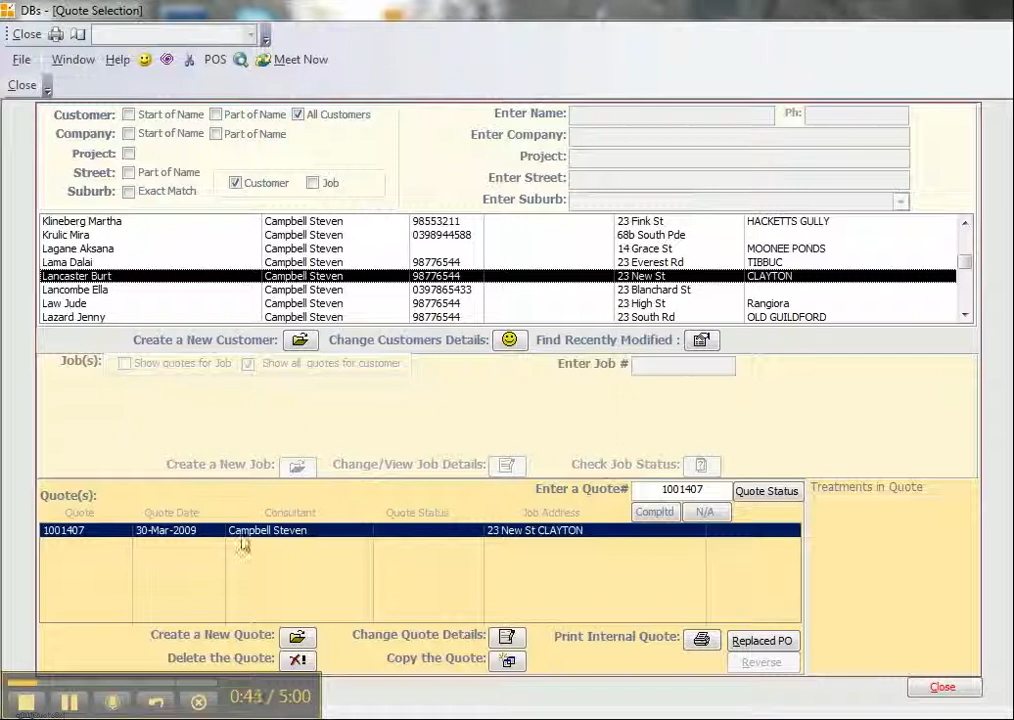 DBs - [Quote Selection]
Close
File Window Help POS Meet Now
Close
Customer: Start of Name Part of Name All Customers Enter Name: Ph:
Company: Start of Name Part of Name Enter Company:
Project: Project:
Street: Part of Name Customer Job Enter Street:
Suburb: Exact Match Enter Suburb:
Klineberg Martha Campbell Steven 98553211 23 Fink St HACKETTS GULLY
Krulic Mira Campbell Steven 0398944588 68b South Pde
Lagane Aksana Campbell Steven 14 Grace St MOONEE PONDS
Lama Dalai Campbell Steven 98776544 23 Everest Rd TIBBUC
Lancaster Burt Campbell Steven 98776544 23 New St CLAYTON
Lancombe Ella Campbell Steven 0397865433 23 Blanchard St
Law Jude Campbell Steven 98776544 23 High St Rangiora
Lazard Jenny Campbell Steven 98776544 23 South Rd OLD GUILDFORD
Create a New Customer: Change Customers Details: Find Recently Modified :
Job(s): Show quotes for Job Show all quotes for customer Enter Job #
Create a New Job: Change/View Job Details: Check Job Status:
Quote(s): Enter a Quote# 1001407 Quote Status Treatments in Quote
Compltd N/A
Quote Quote Date Consultant Quote Status Job Address
1001407 30-Mar-2009 Campbell Steven 23 New St CLAYTON
Create a New Quote: Change Quote Details: Print Internal Quote: Replaced PO
Delete the Quote: Copy the Quote: Reverse
Close
0:44 / 5:00